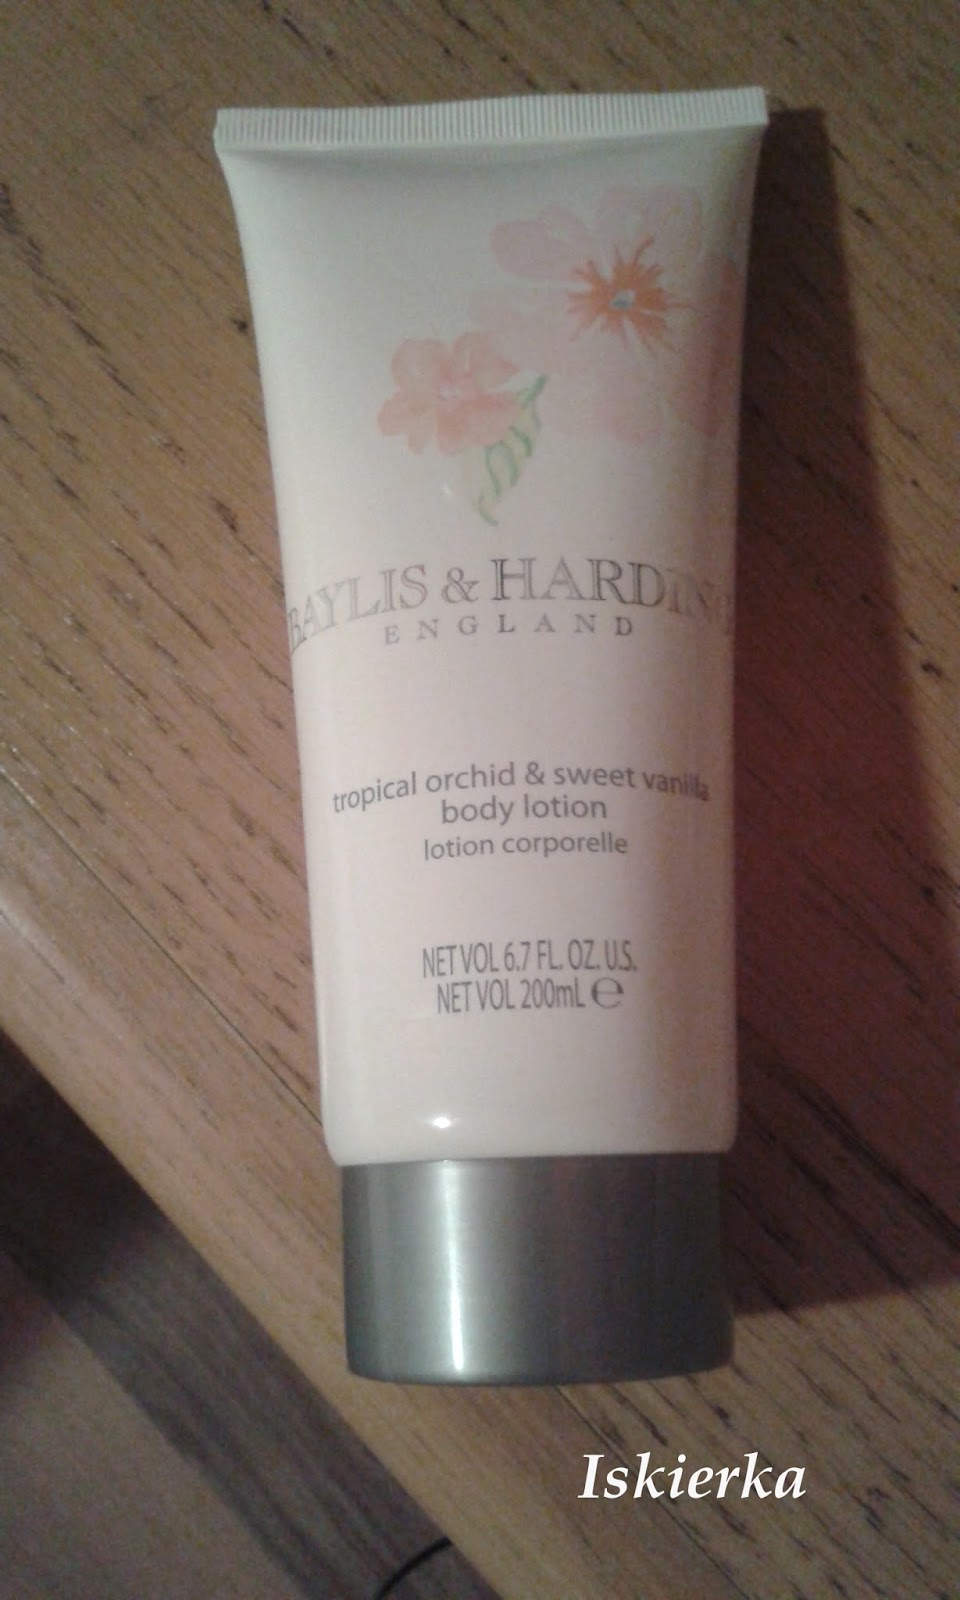 BAYLIS & HARDING
ENGLAND
tropical orchid & sweet vanilla
body lotion
lotion corporelle
NET VOL 6.7 FL. OZ. U.S.
NET VOL 200mL ℮
Iskierka